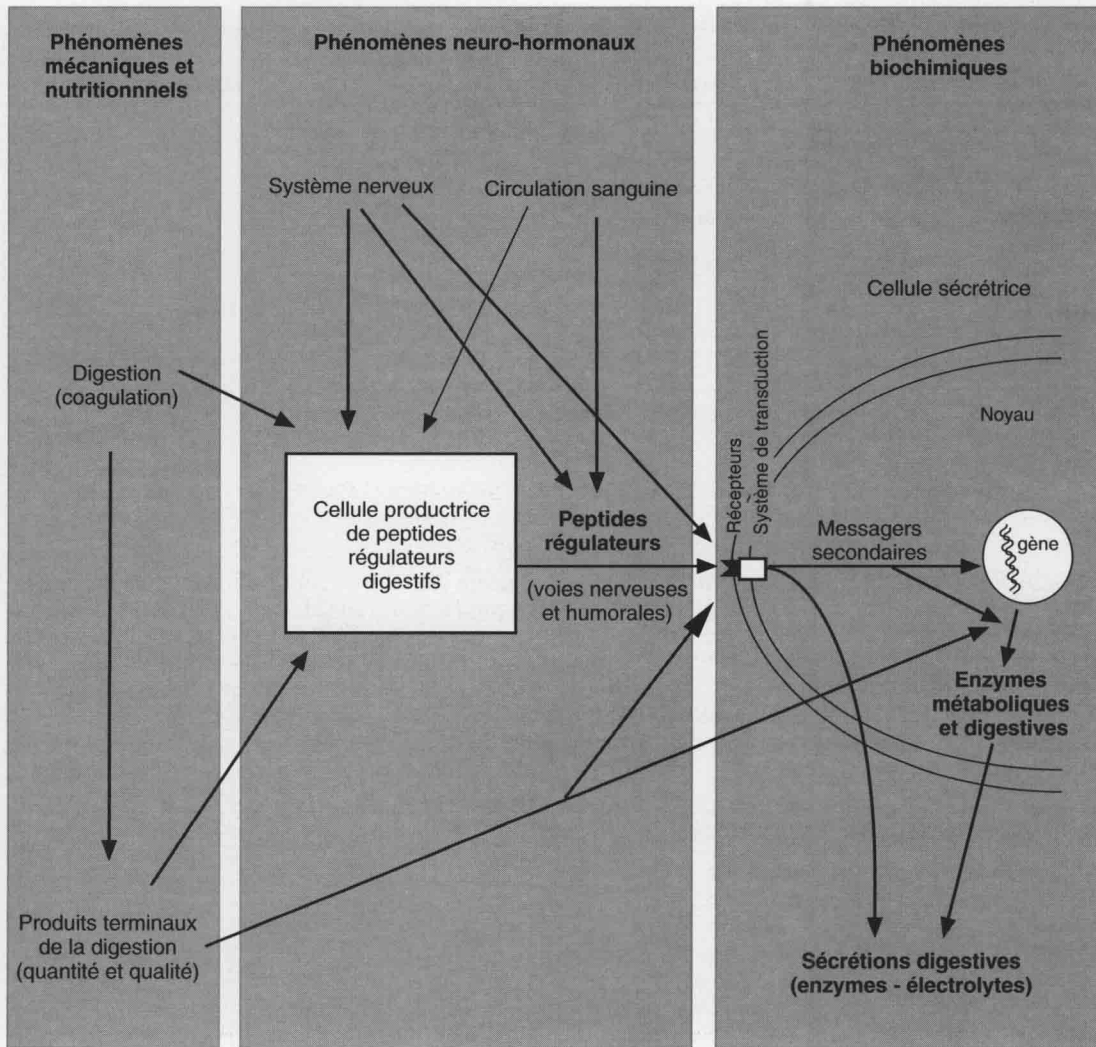 Phénomènes
mécaniques et
nutritionnnels
Phénomènes neuro-hormonaux
Phénomènes
biochimiques
Système nerveux
Circulation sanguine
Cellule sécrétrice
Digestion
(coagulation)
Noyau
Récepteurs
Système de transduction
Cellule productrice
de peptides
régulateurs
digestifs
Peptides
régulateurs
(voies nerveuses
et humorales)
Messagers
secondaires
gène
Enzymes
métaboliques
et digestives
Produits terminaux
de la digestion
(quantité et qualité)
Sécrétions digestives
(enzymes - électrolytes)